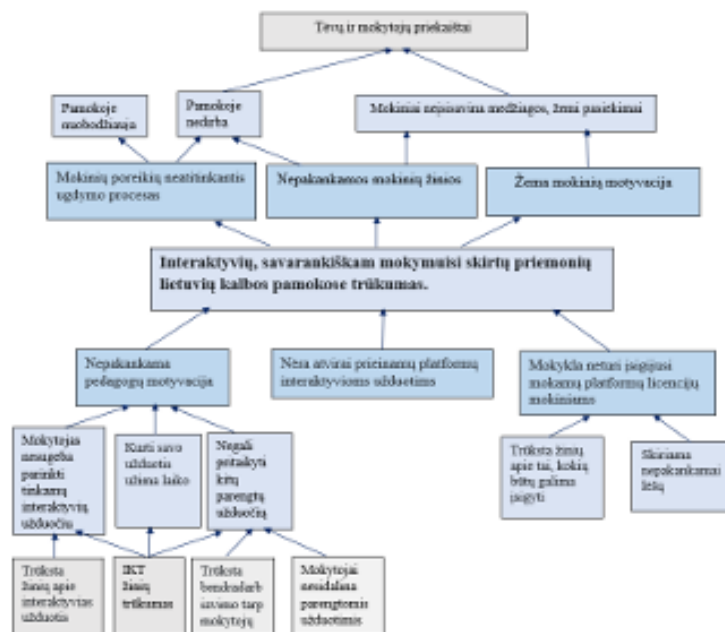 Tėvų ir mokytojų priekaištai
Pamokoje
nuobodžiauja
Pamokoje
nedirba
Mokiniai neįsisavina medžiagos, žemi pasiekimai
Mokinių poreikių neatitinkantis
ugdymo procesas
Nepakankamos mokinių žinios
Žema mokinių motyvacija
Interaktyvių, savarankiškam mokymuisi skirtų priemonių
lietuvių kalbos pamokose trūkumas.
Nepakankama
pedagogų motyvacija
Nėra atvirai prieinamų platformų
interaktyvioms užduotims
Mokykla neturi įsigijusi
mokamų platformų licencijų
mokiniams
Mokytojas
nesugeba
parinkti
tinkamų
interaktyvių
užduočių
Kurti savo
užduotis
užima laiko
Negali
pritaikyti
kitų
parengtų
užduočių
Trūksta žinių
apie tai, kokių
būtų galima
įsigyti
Skiriama
nepakankamai
lėšų
Trūksta
žinių apie
interaktyvias
užduotis
IKT
žinių
trūkumas
Trūksta
bendradarb
iavimo tarp
mokytojų
Mokytojai
nesidalina
parengtomis
užduotimis